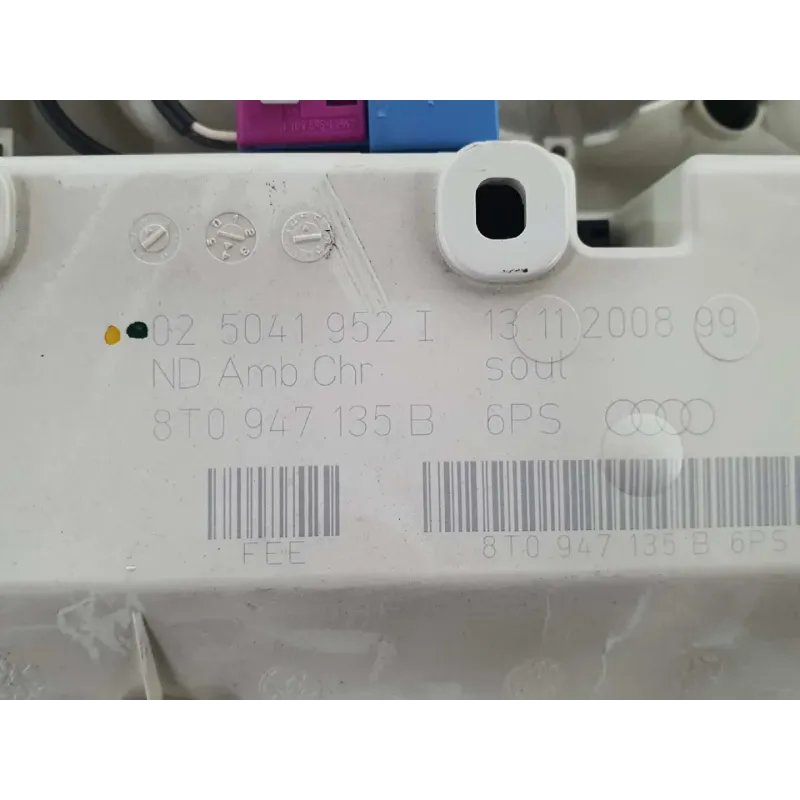 02 5041 952 I 13.11.2008 99
ND Amb Chr soul
8T0 947 135 B 6PS
FEE 8T0 947 135 B 6PS